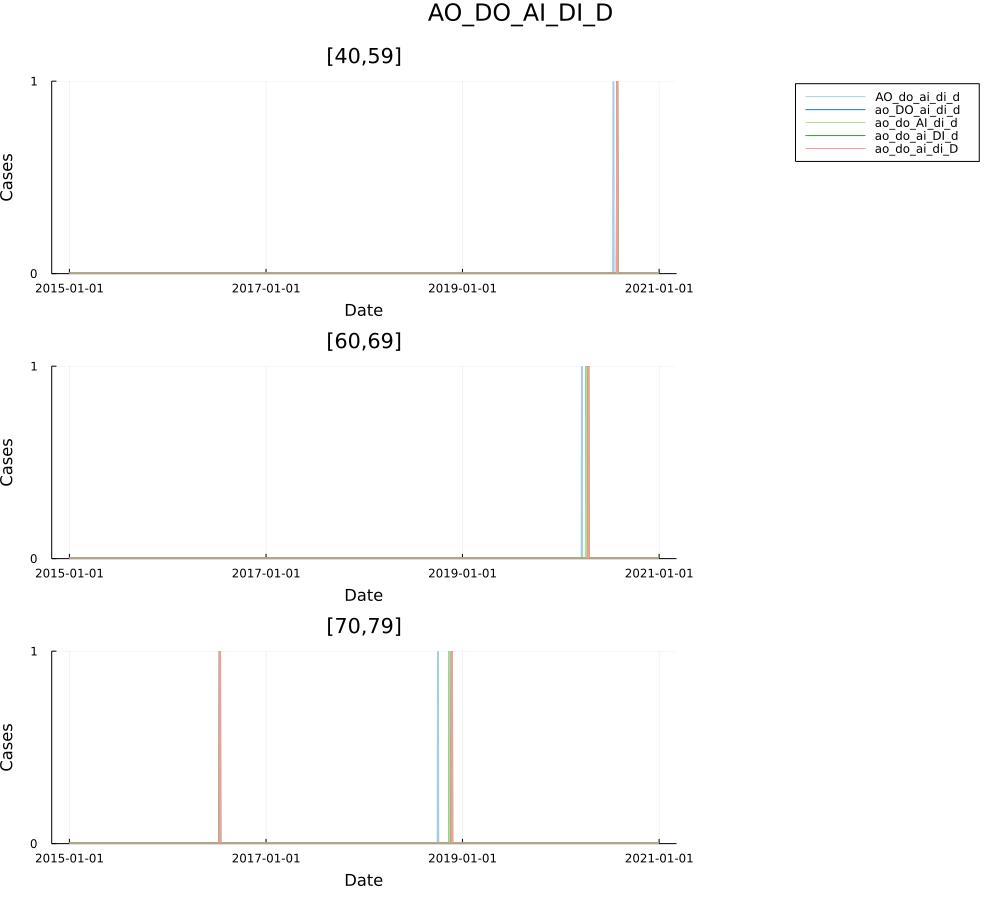 AO_DO_AI_DI_D
[40,59]
1
Cases
0
2015-01-01 2017-01-01 2019-01-01 2021-01-01
Date
AO_do_ai_di_d
ao_DO_ai_di_d
ao_do_AI_di_d
ao_do_ai_DI_d
ao_do_ai_di_D
[60,69]
1
Cases
0
2015-01-01 2017-01-01 2019-01-01 2021-01-01
Date
[70,79]
1
Cases
0
2015-01-01 2017-01-01 2019-01-01 2021-01-01
Date